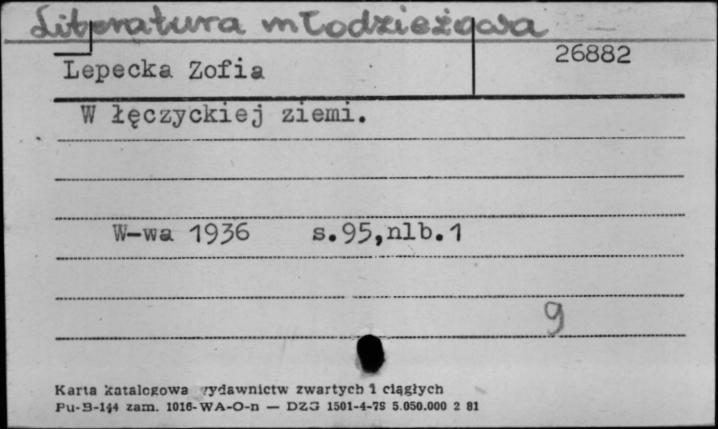 Literatura młodzieżowa
Lepecka Zofia 26882
W łęczyckiej ziemi.
W-wa 1936 s.95,nlb.1
9
Karta katalogowa wydawnictw zwartych i ciągłych
Pu-B-144 zam. 1016-WA-O-n — DZG 1501-4-78 5.050.000 2 81